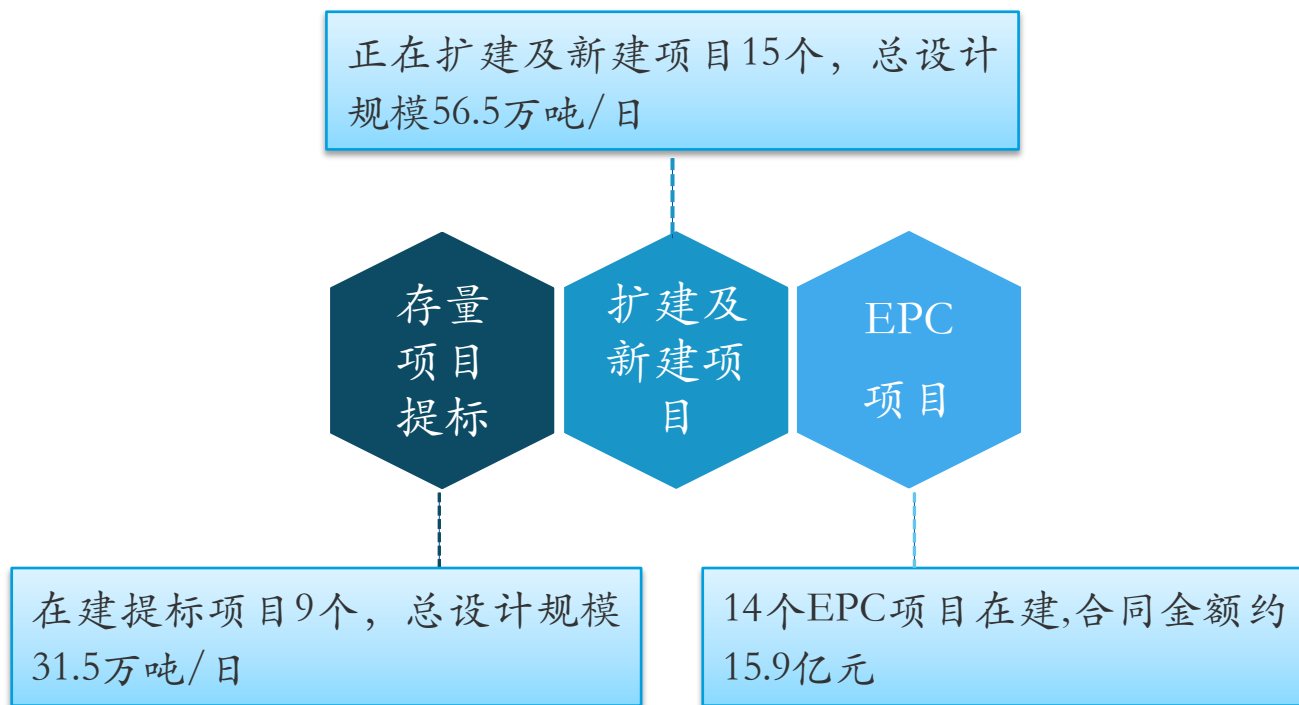 正在扩建及新建项目15个，总设计
规模56.5万吨/日
存量
项目
提标
扩建及
新建项
目
EPC
项目
在建提标项目9个，总设计规模
31.5万吨/日
14个EPC项目在建,合同金额约
15.9亿元